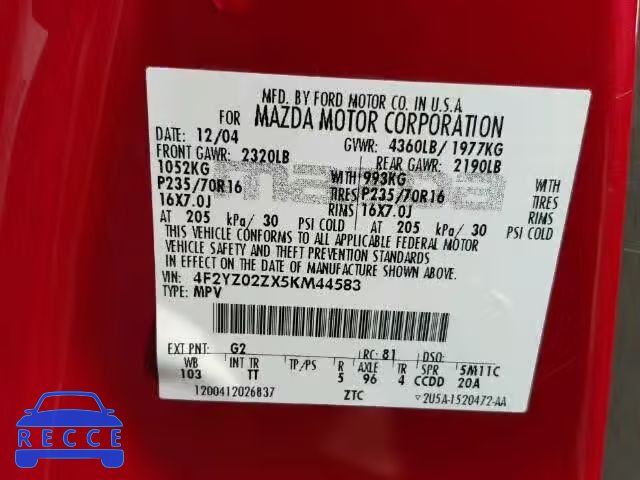 MFD. BY FORD MOTOR CO. IN U.S.A.
FOR MAZDA MOTOR CORPORATION
DATE: 12/04 GVWR: 4360LB/ 1977KG
FRONT GAWR: 2320LB REAR GAWR: 2190LB
1052KG WITH 993KG WITH
P235/70R16 TIRES P235/70R16 TIRES
16X7.0J RIMS 16X7.0J RIMS
AT 205 kPa/ 30 PSI COLD AT 205 kPa/ 30 PSI COLD
THIS VEHICLE CONFORMS TO ALL APPLICABLE FEDERAL MOTOR
VEHICLE SAFETY AND THEFT PREVENTION STANDARDS
IN EFFECT ON THE DATE OF MANUFACTURE SHOWN ABOVE.
VIN: 4F2YZ02ZX5KM44583
TYPE: MPV
EXT PNT: G2 RC: 81 DSO:
WB INT TR TP/PS R AXLE TR SPR 5M11C
103 TT 5 96 4 CCDD 20A
1200412026837 ZTC 2U5A-1520472-AA
mazda
RECCE